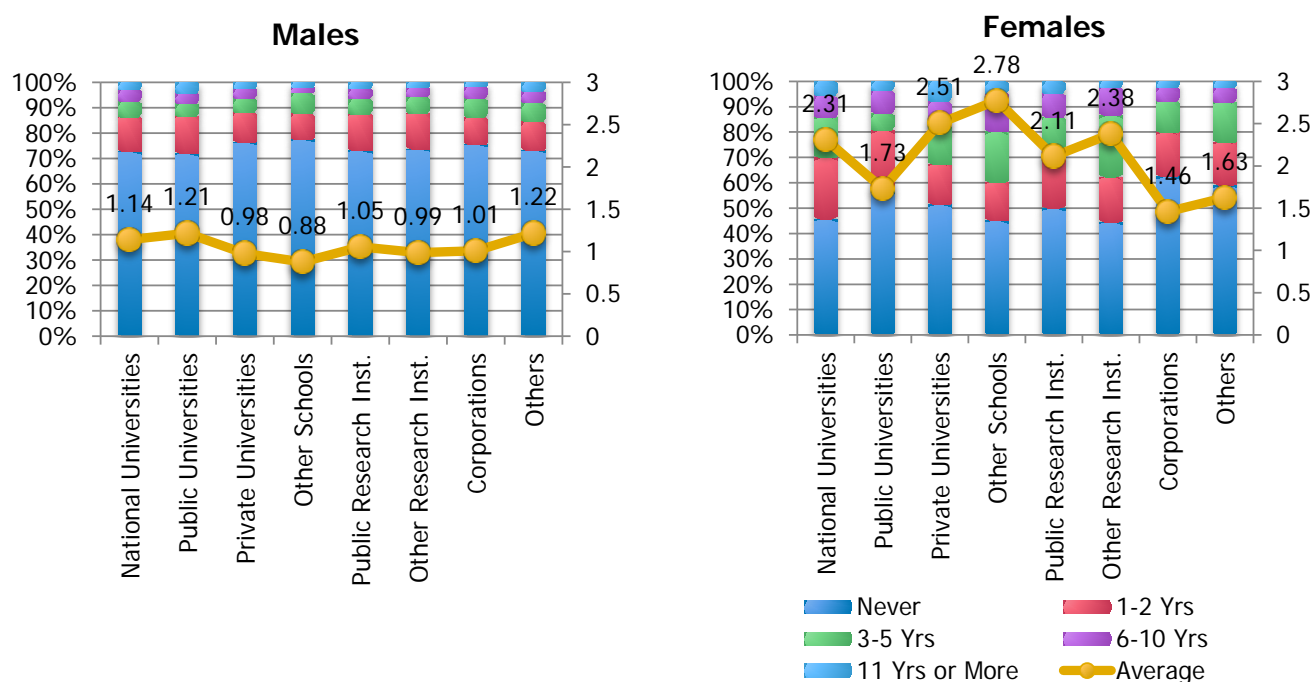 Males
100%
90%
80%
70%
60%
50%
40%
30%
20%
10%
0%
3
2.5
2
1.5
1
0.5
0
1.14
1.21
0.98
0.88
1.05
0.99
1.01
1.22
National Universities
Public Universities
Private Universities
Other Schools
Public Research Inst.
Other Research Inst.
Corporations
Others
Females
100%
90%
80%
70%
60%
50%
40%
30%
20%
10%
0%
3
2.5
2
1.5
1
0.5
0
2.31
1.73
2.51
2.78
2.11
2.38
1.46
1.63
National Universities
Public Universities
Private Universities
Other Schools
Public Research Inst.
Other Research Inst.
Corporations
Others
Never
1-2 Yrs
3-5 Yrs
6-10 Yrs
11 Yrs or More
Average